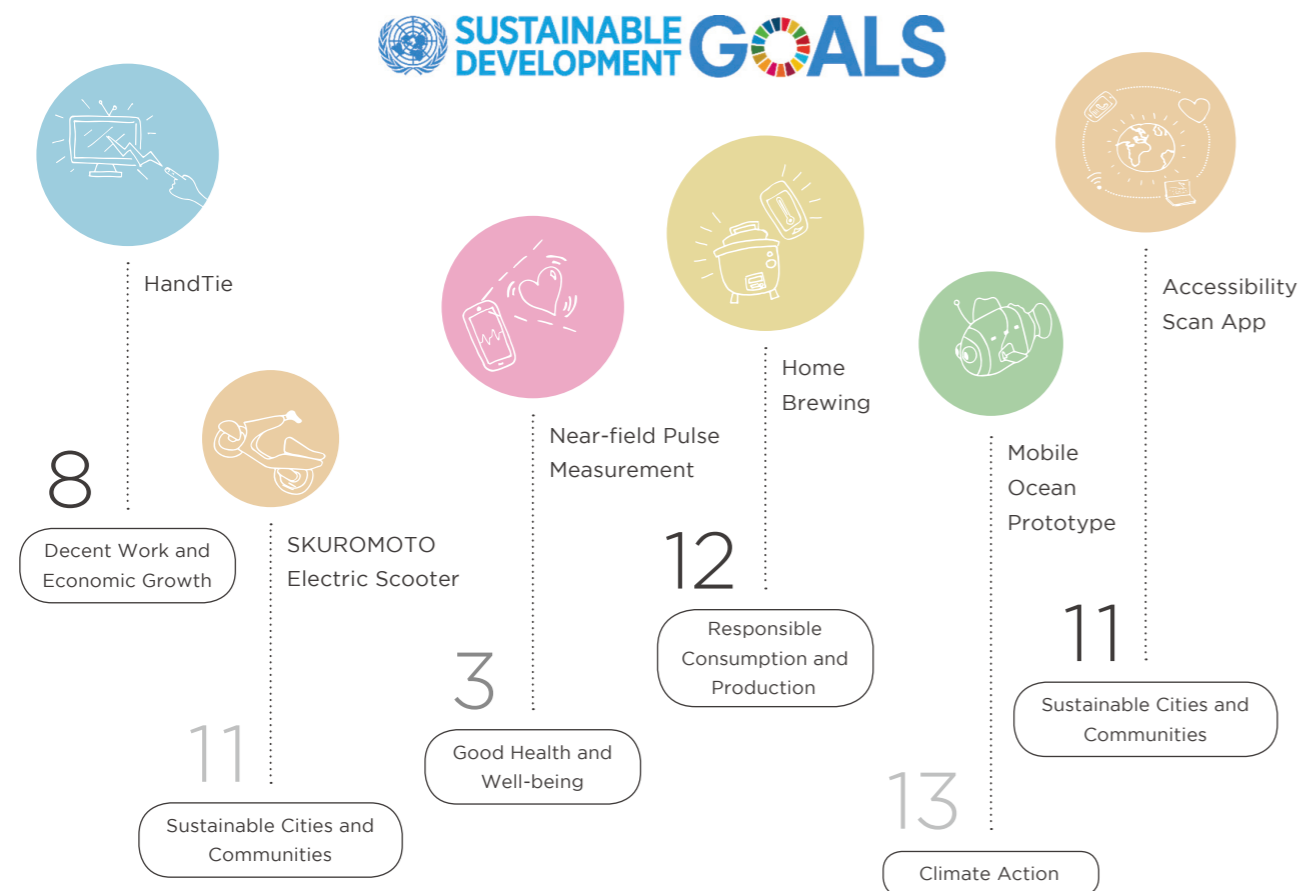 SUSTAINABLE
DEVELOPMENT
GOALS
HandTie
8
Decent Work and
Economic Growth
SKUROMOTO
Electric Scooter
11
Sustainable Cities and
Communities
Near-field Pulse
Measurement
3
Good Health and
Well-being
Home
Brewing
12
Responsible
Consumption and
Production
Mobile
Ocean
Prototype
13
Climate Action
Accessibility
Scan App
11
Sustainable Cities and
Communities